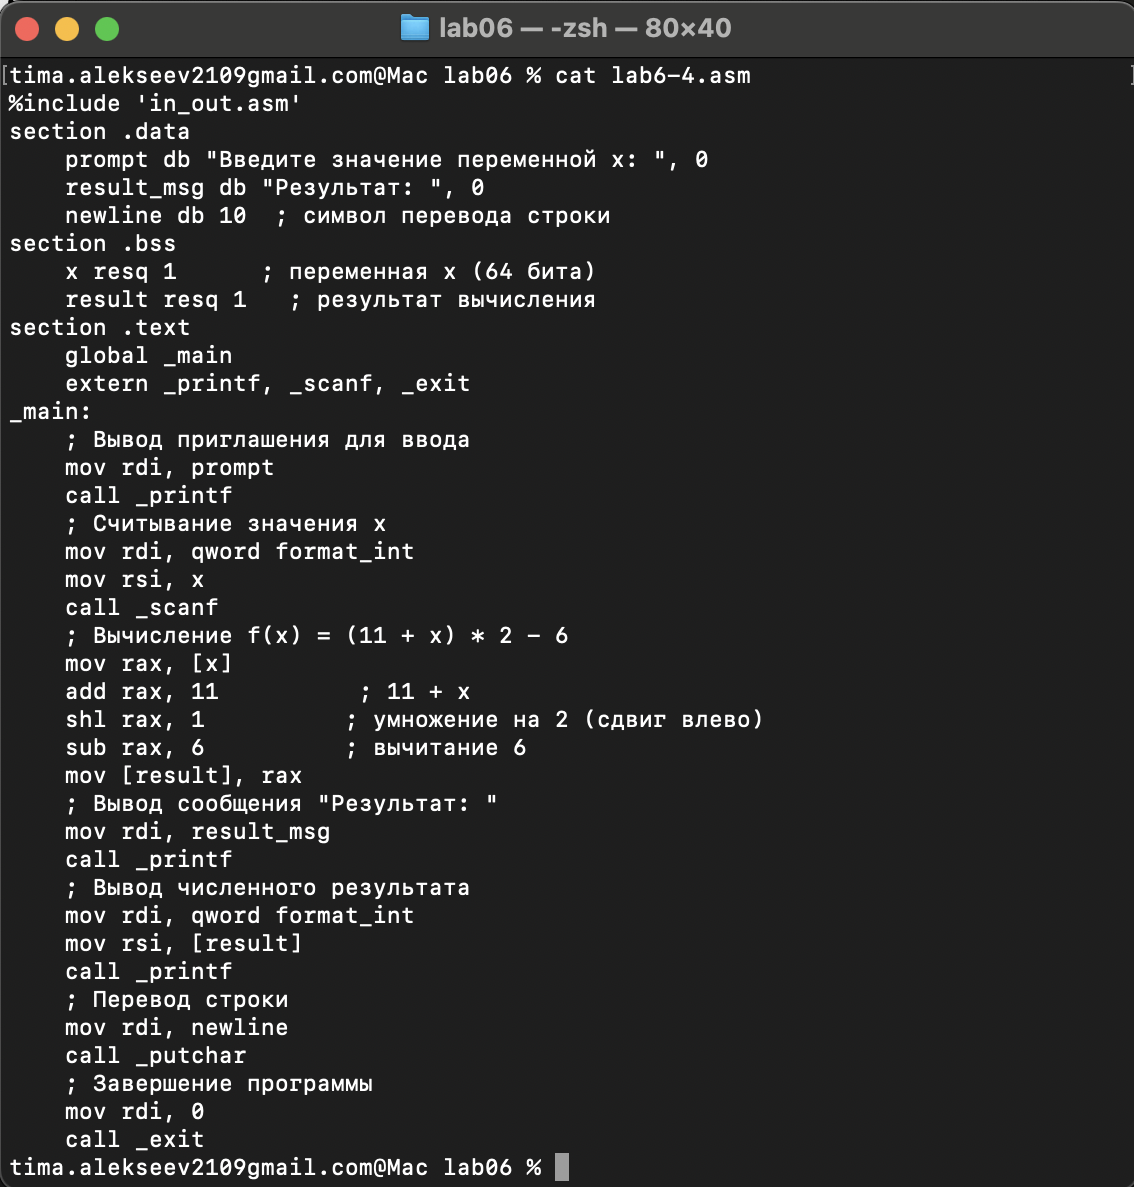 lab06 — -zsh — 80×40
[tima.alekseev2109gmail.com@Mac lab06 % cat lab6-4.asm ]
%include 'in_out.asm'
section .data
    prompt db "Введите значение переменной x: ", 0
    result_msg db "Результат: ", 0
    newline db 10  ; символ перевода строки
section .bss
    x resq 1      ; переменная x (64 бита)
    result resq 1   ; результат вычисления
section .text
    global _main
    extern _printf, _scanf, _exit
_main:
    ; Вывод приглашения для ввода
    mov rdi, prompt
    call _printf
    ; Считывание значения x
    mov rdi, qword format_int
    mov rsi, x
    call _scanf
    ; Вычисление f(x) = (11 + x) * 2 - 6
    mov rax, [x]
    add rax, 11          ; 11 + x
    shl rax, 1          ; умножение на 2 (сдвиг влево)
    sub rax, 6          ; вычитание 6
    mov [result], rax
    ; Вывод сообщения "Результат: "
    mov rdi, result_msg
    call _printf
    ; Вывод численного результата
    mov rdi, qword format_int
    mov rsi, [result]
    call _printf
    ; Перевод строки
    mov rdi, newline
    call _putchar
    ; Завершение программы
    mov rdi, 0
    call _exit
tima.alekseev2109gmail.com@Mac lab06 %